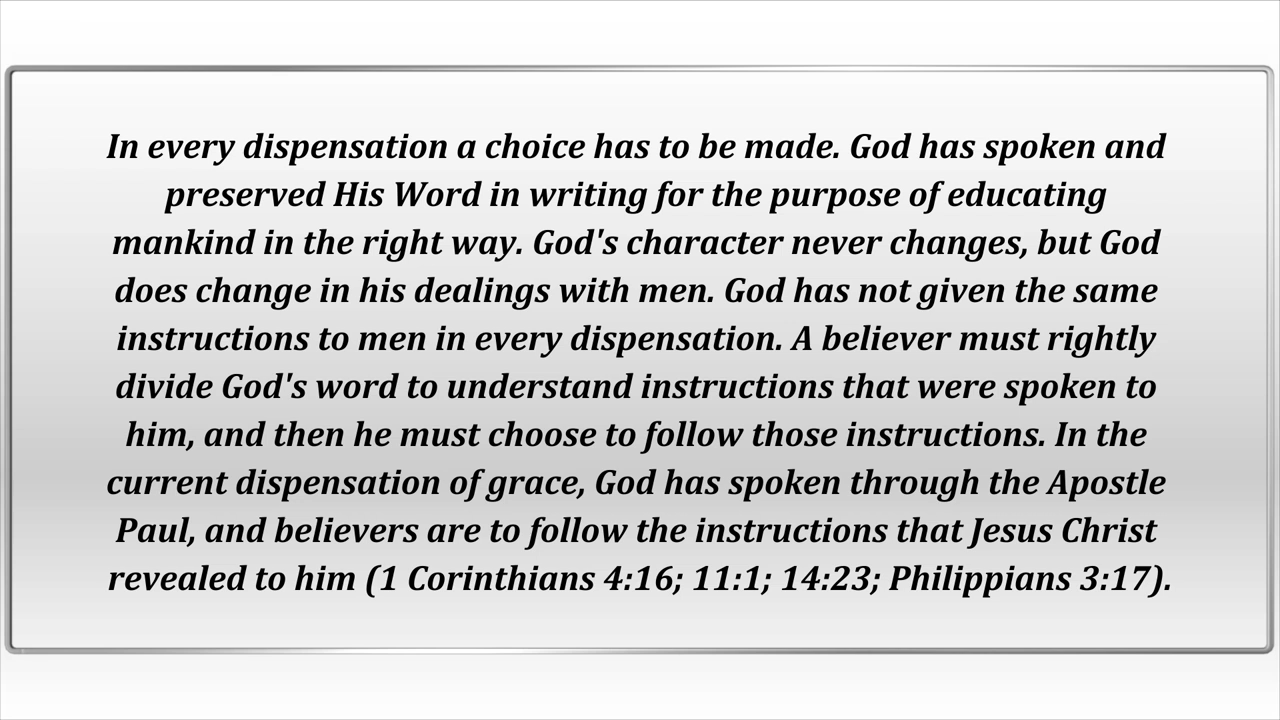 In every dispensation a choice has to be made. God has spoken and
preserved His Word in writing for the purpose of educating
mankind in the right way. God's character never changes, but God
does change in his dealings with men. God has not given the same
instructions to men in every dispensation. A believer must rightly
divide God's word to understand instructions that were spoken to
him, and then he must choose to follow those instructions. In the
current dispensation of grace, God has spoken through the Apostle
Paul, and believers are to follow the instructions that Jesus Christ
revealed to him (1 Corinthians 4:16; 11:1; 14:23; Philippians 3:17).